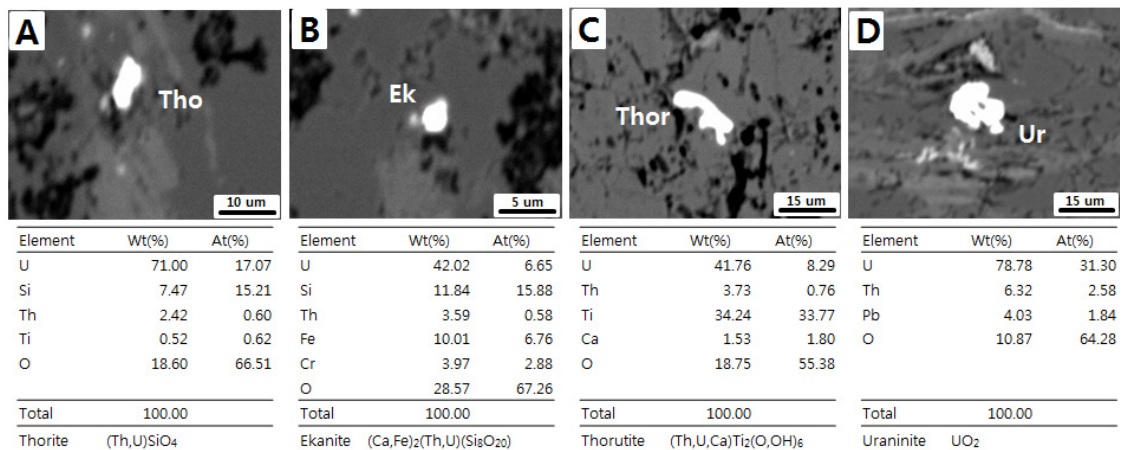 A
Tho
10 um
B
Ek
5 um
C
Thor
15 um
D
Ur
15 um
Element Wt(%) At(%)
U 71.00 17.07
Si 7.47 15.21
Th 2.42 0.60
Ti 0.52 0.62
O 18.60 66.51
Total 100.00
Thorite (Th,U)SiO4
Element Wt(%) At(%)
U 42.02 6.65
Si 11.84 15.88
Th 3.59 0.58
Fe 10.01 6.76
Cr 3.97 2.88
O 28.57 67.26
Total 100.00
Ekanite (Ca,Fe)2(Th,U)(Si8O20)
Element Wt(%) At(%)
U 41.76 8.29
Th 3.73 0.76
Ti 34.24 33.77
Ca 1.53 1.80
O 18.75 55.38
Total 100.00
Thorutite (Th,U,Ca)Ti2(O,OH)6
Element Wt(%) At(%)
U 78.78 31.30
Th 6.32 2.58
Pb 4.03 1.84
O 10.87 64.28
Total 100.00
Uraninite UO2